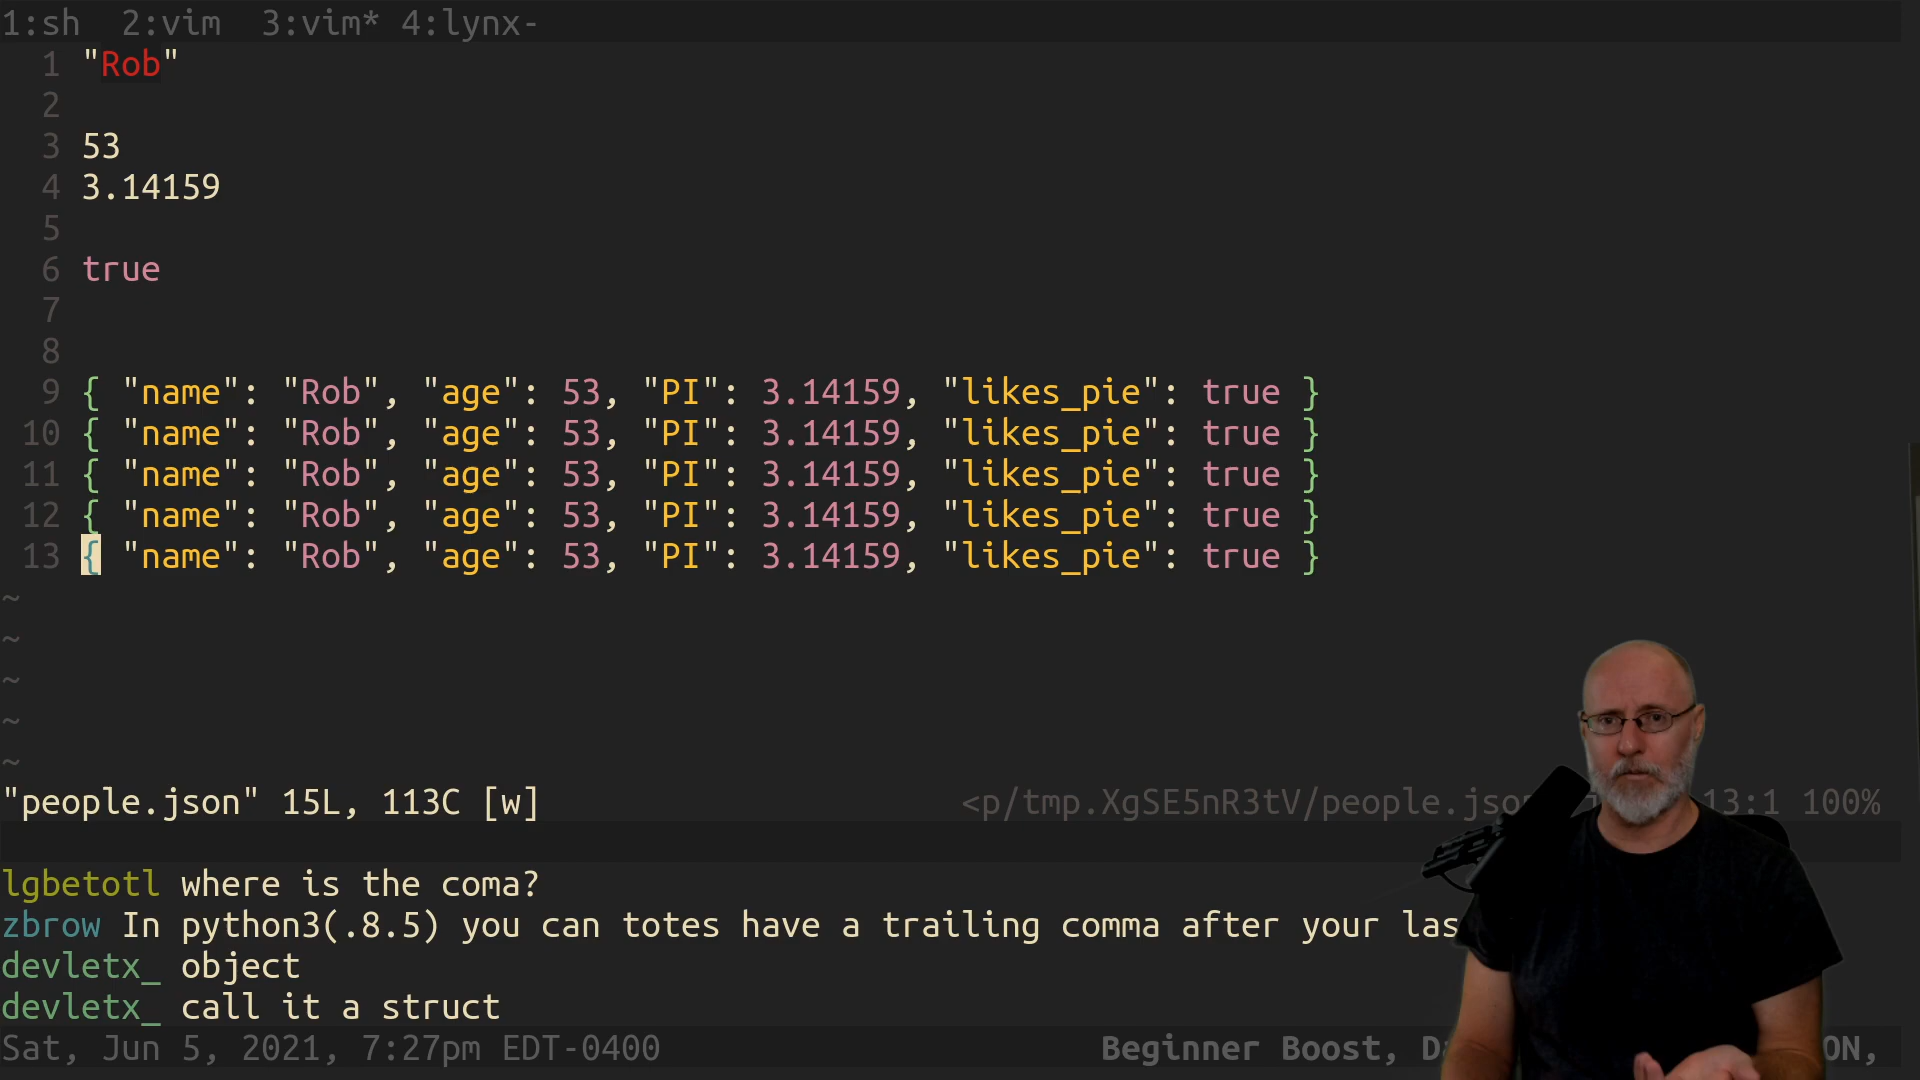 1:sh  2:vim  3:vim* 4:lynx-
1 "Rob"
2
3 53
4 3.14159
5
6 true
7
8
9 { "name": "Rob", "age": 53, "PI": 3.14159, "likes_pie": true }
10 { "name": "Rob", "age": 53, "PI": 3.14159, "likes_pie": true }
11 { "name": "Rob", "age": 53, "PI": 3.14159, "likes_pie": true }
12 { "name": "Rob", "age": 53, "PI": 3.14159, "likes_pie": true }
13 { "name": "Rob", "age": 53, "PI": 3.14159, "likes_pie": true }
~
~
~
~
~
"people.json" 15L, 113C [w] <p/tmp.XgSE5nR3tV/people.json 13:1 100%
lgbetotl where is the coma?
zbrow In python3(.8.5) you can totes have a trailing comma after your las
devletx_ object
devletx_ call it a struct
Sat, Jun 5, 2021, 7:27pm EDT-0400 Beginner Boost,